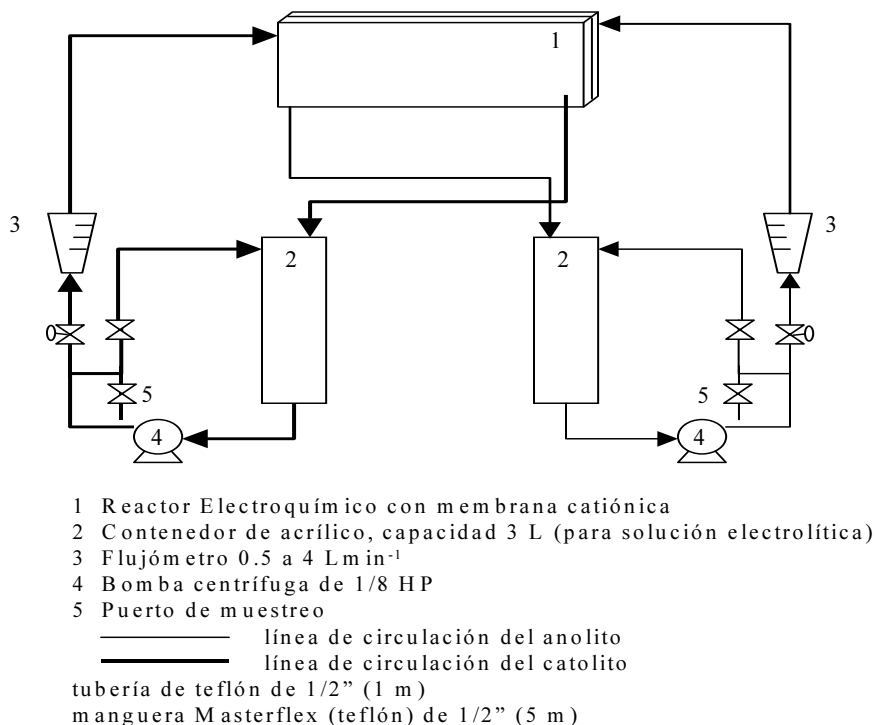 1
3
3
2
2
5
5
4
4
1 Reactor Electroquímico con membrana catiónica
2 Contenedor de acrílico, capacidad 3 L (para solución electrolítica)
3 Flujómetro 0.5 a 4 Lmin⁻¹
4 Bomba centrífuga de 1/8 HP
5 Puerto de muestreo
línea de circulación del anolito
línea de circulación del catolito
tubería de teflón de 1/2" (1 m)
manguera Masterflex (teflón) de 1/2" (5 m)